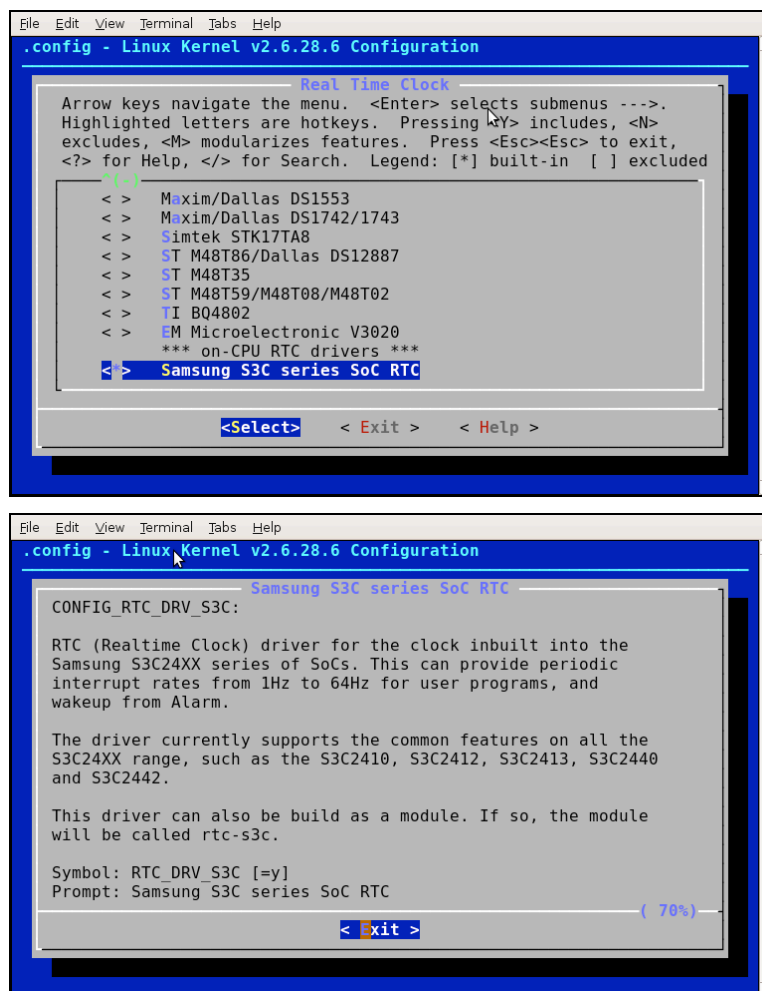 File Edit View Terminal Tabs Help
.config - Linux Kernel v2.6.28.6 Configuration
Real Time Clock
Arrow keys navigate the menu. <Enter> selects submenus --->.
Highlighted letters are hotkeys. Pressing <Y> includes, <N>
excludes, <M> modularizes features. Press <Esc><Esc> to exit,
<?> for Help, </> for Search. Legend: [*] built-in [ ] excluded
^(-)
< > Maxim/Dallas DS1553
< > Maxim/Dallas DS1742/1743
< > Simtek STK17TA8
< > ST M48T86/Dallas DS12887
< > ST M48T35
< > ST M48T59/M48T08/M48T02
< > TI BQ4802
< > EM Microelectronic V3020
*** on-CPU RTC drivers ***
<*> Samsung S3C series SoC RTC
<Select> < Exit > < Help >
File Edit View Terminal Tabs Help
.config - Linux Kernel v2.6.28.6 Configuration
Samsung S3C series SoC RTC
CONFIG_RTC_DRV_S3C:
RTC (Realtime Clock) driver for the clock inbuilt into the
Samsung S3C24XX series of SoCs. This can provide periodic
interrupt rates from 1Hz to 64Hz for user programs, and
wakeup from Alarm.
The driver currently supports the common features on all the
S3C24XX range, such as the S3C2410, S3C2412, S3C2413, S3C2440
and S3C2442.
This driver can also be build as a module. If so, the module
will be called rtc-s3c.
Symbol: RTC_DRV_S3C [=y]
Prompt: Samsung S3C series SoC RTC
( 70%)
< Exit >